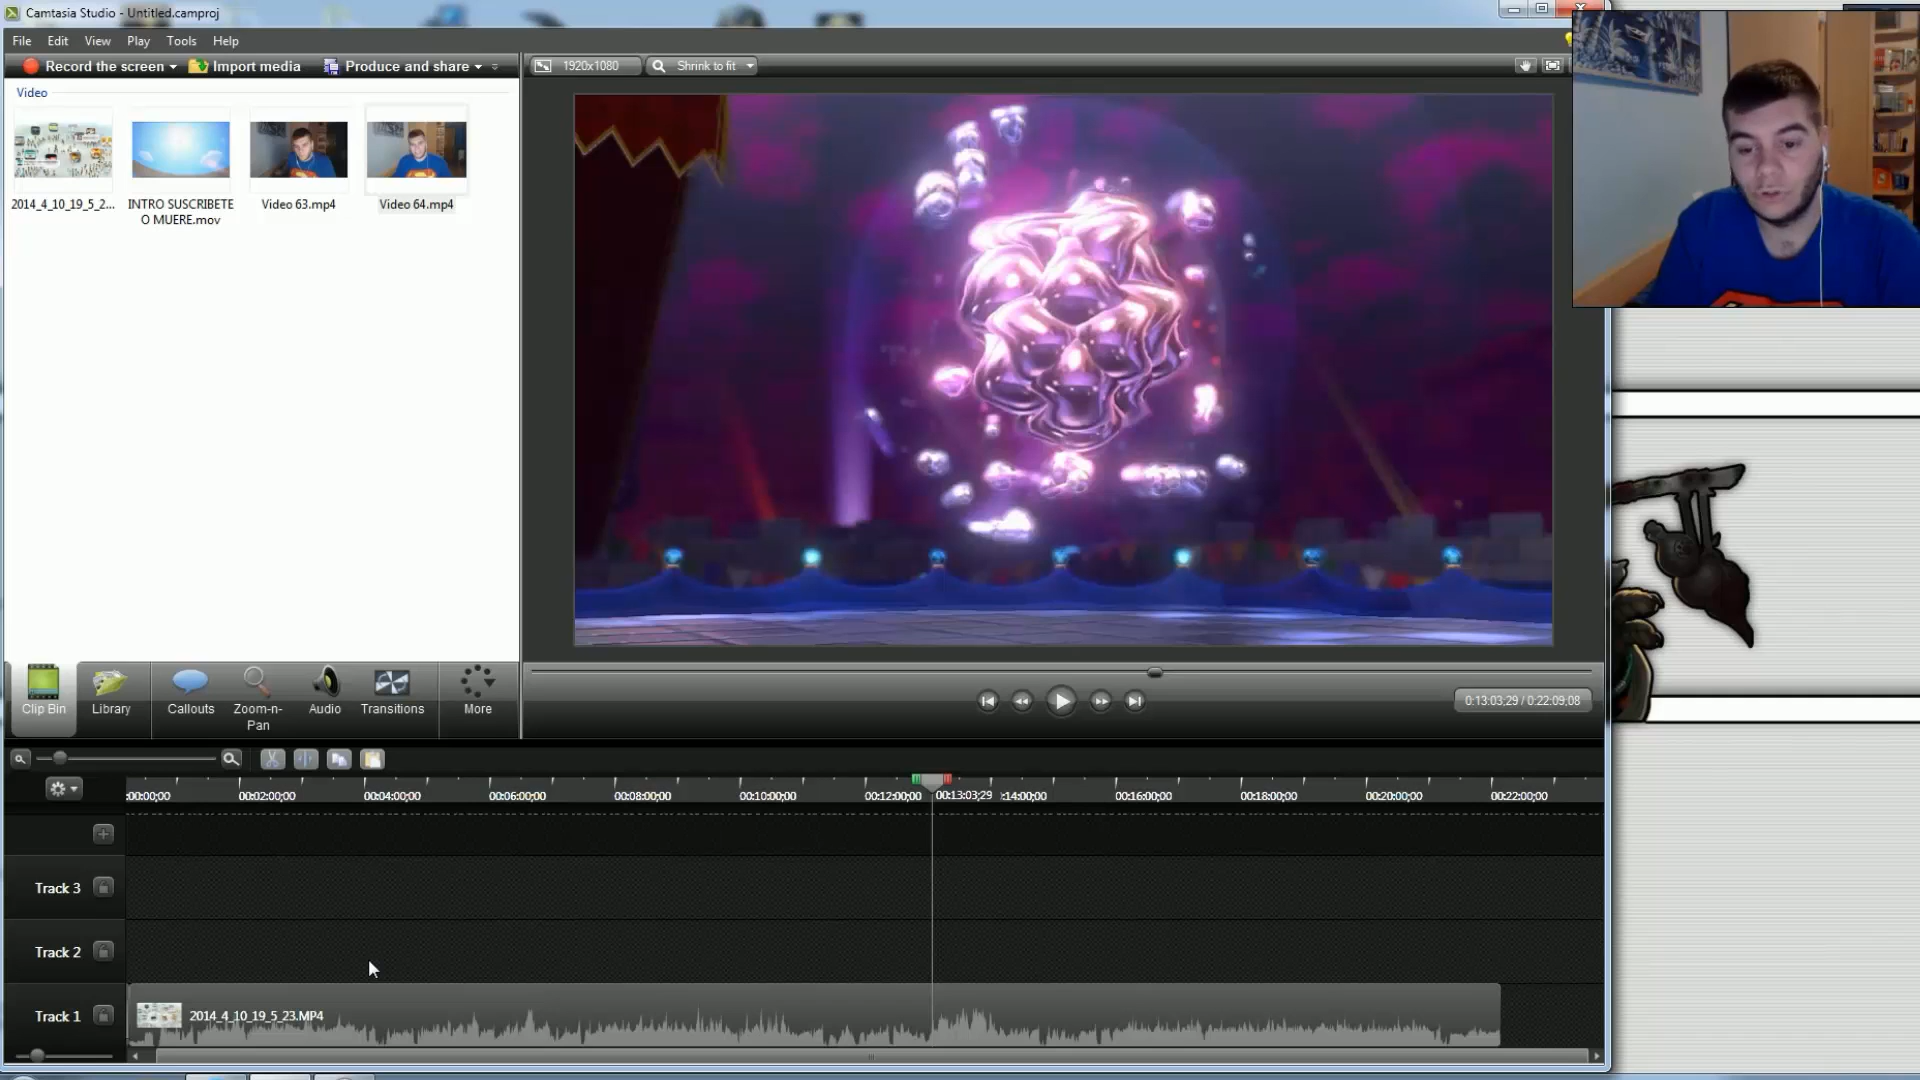 Camtasia Studio - Untitled.camproj
File Edit View Play Tools Help
Record the screen Import media Produce and share
1920x1080 Shrink to fit
Video
2014_4_10_19_5_2... INTRO SUSCRIBETE O MUERE.mov Video 63.mp4 Video 64.mp4
Clip Bin Library Callouts Zoom-n-Pan Audio Transitions More
0:13:03;29 / 0:22:09;08
:00:00;00 00:02:00;00 00:04:00;00 00:06:00;00 00:08:00;00 00:10:00;00 00:12:00;00 00:13:03;29 :14:00;00 00:16:00;00 00:18:00;00 00:20:00;00 00:22:00;00
Track 3
Track 2
Track 1 2014_4_10_19_5_23.MP4